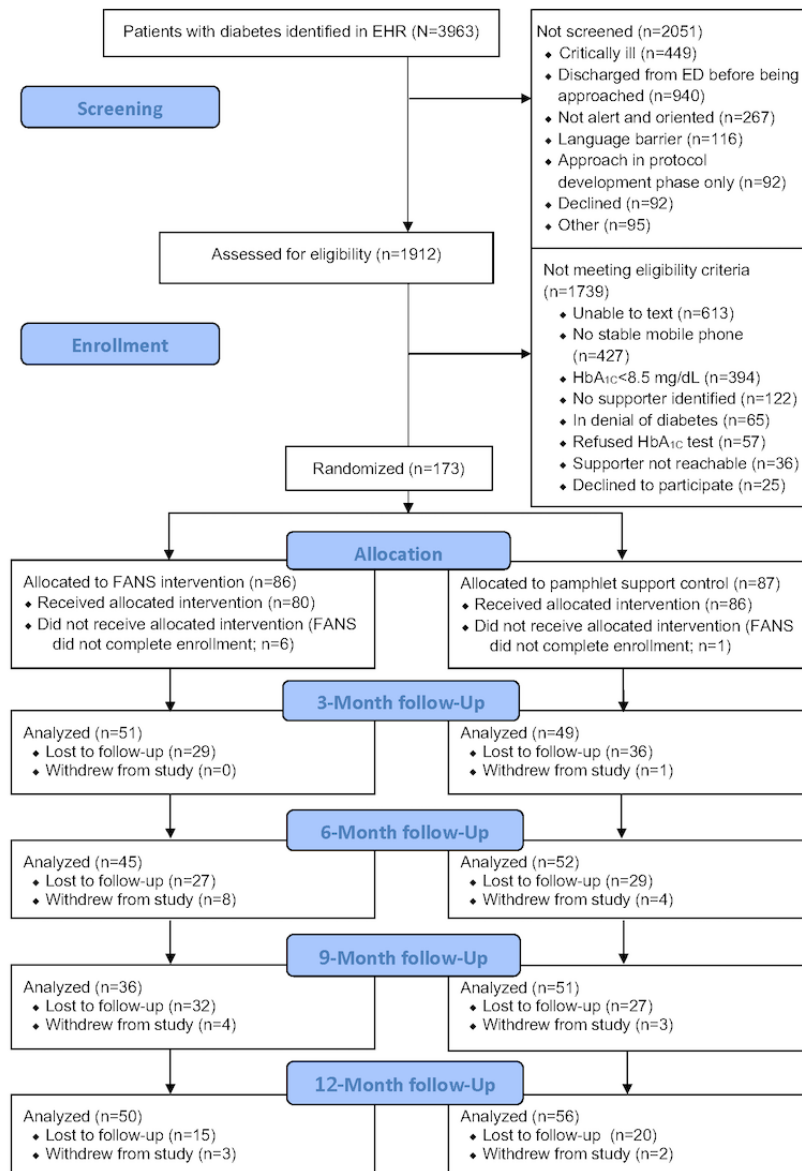 Patients with diabetes identified in EHR (N=3963)
Not screened (n=2051)
♦ Critically ill (n=449)
♦ Discharged from ED before being
approached (n=940)
♦ Not alert and oriented (n=267)
♦ Language barrier (n=116)
♦ Approach in protocol
development phase only (n=92)
♦ Declined (n=92)
♦ Other (n=95)
Screening
Assessed for eligibility (n=1912)
Not meeting eligibility criteria
(n=1739)
♦ Unable to text (n=613)
♦ No stable mobile phone
(n=427)
♦ HbA1C<8.5 mg/dL (n=394)
♦ No supporter identified (n=122)
♦ In denial of diabetes (n=65)
♦ Refused HbA1C test (n=57)
♦ Supporter not reachable (n=36)
♦ Declined to participate (n=25)
Enrollment
Randomized (n=173)
Allocation
Allocated to FANS intervention (n=86)
♦ Received allocated intervention (n=80)
♦ Did not receive allocated intervention (FANS
did not complete enrollment; n=6)
Allocated to pamphlet support control (n=87)
♦ Received allocated intervention (n=86)
♦ Did not receive allocated intervention (FANS
did not complete enrollment; n=1)
3-Month follow-Up
Analyzed (n=51)
♦ Lost to follow-up (n=29)
♦ Withdrew from study (n=0)
Analyzed (n=49)
♦ Lost to follow-up (n=36)
♦ Withdrew from study (n=1)
6-Month follow-Up
Analyzed (n=45)
♦ Lost to follow-up (n=27)
♦ Withdrew from study (n=8)
Analyzed (n=52)
♦ Lost to follow-up (n=29)
♦ Withdrew from study (n=4)
9-Month follow-Up
Analyzed (n=36)
♦ Lost to follow-up (n=32)
♦ Withdrew from study (n=4)
Analyzed (n=51)
♦ Lost to follow-up (n=27)
♦ Withdrew from study (n=3)
12-Month follow-Up
Analyzed (n=50)
♦ Lost to follow-up (n=15)
♦ Withdrew from study (n=3)
Analyzed (n=56)
♦ Lost to follow-up (n=20)
♦ Withdrew from study (n=2)